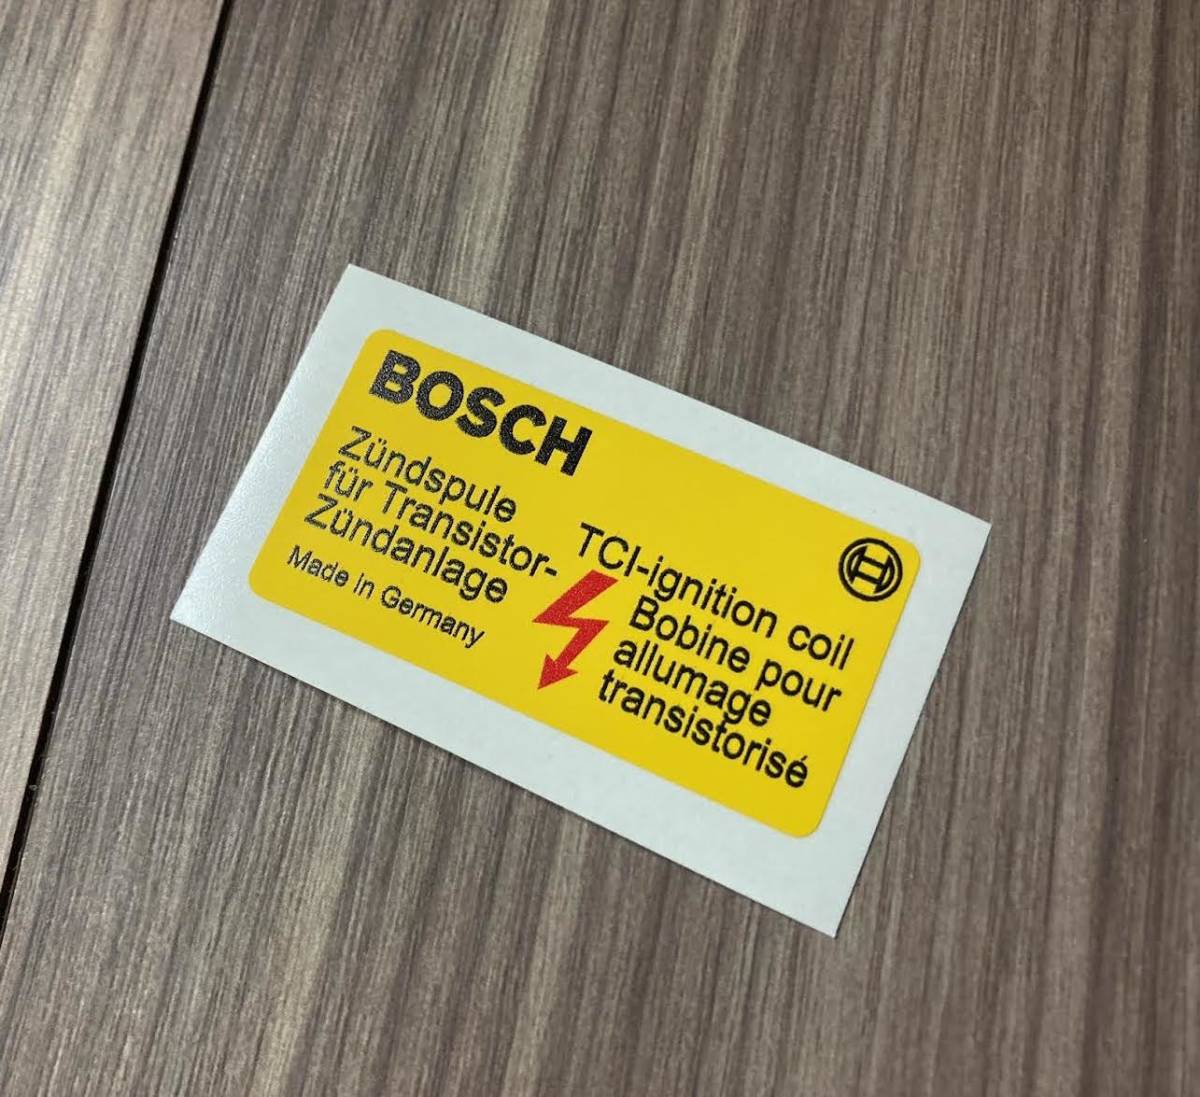 BOSCH
Zündspule
für Transistor-
Zündanlage
Made in Germany
TCI-ignition coil
Bobine pour
allumage
transistorisé